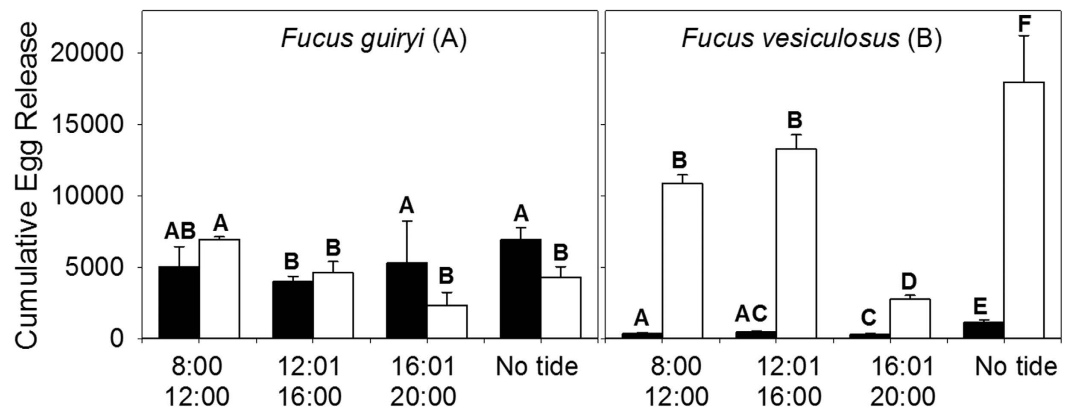 Fucus guiryi (A)
Fucus vesiculosus (B)
Cumulative Egg Release
20000
15000
10000
5000
0
AB
A
B
B
A
B
A
B
A
B
AC
B
C
D
E
F
8:00
12:00
12:01
16:00
16:01
20:00
No tide
8:00
12:00
12:01
16:00
16:01
20:00
No tide